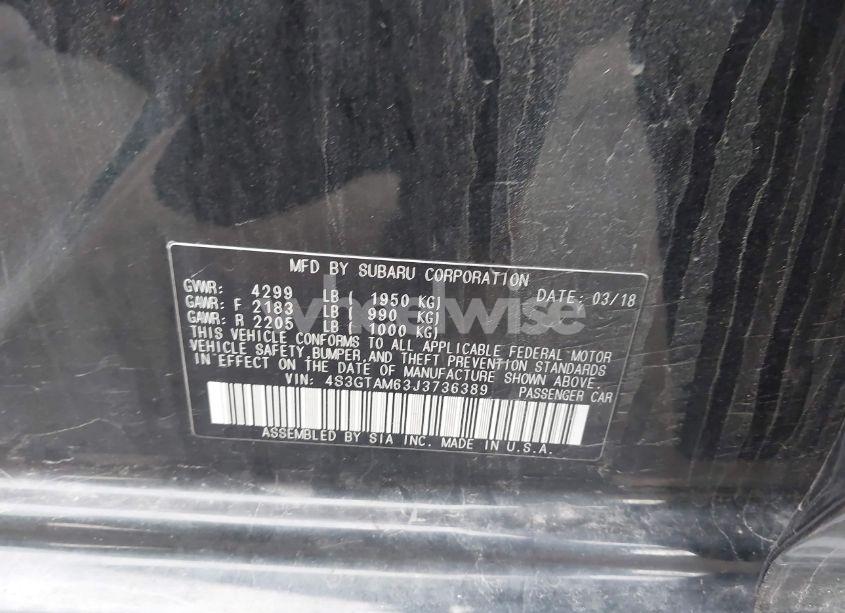 MFD BY SUBARU CORPORATION
GVWR: 4299 LB ( 1950 KG) DATE: 03/18
GAWR: F 2183 LB ( 990 KG)
GAWR: R 2205 LB ( 1000 KG)
THIS VEHICLE CONFORMS TO ALL APPLICABLE FEDERAL MOTOR
VEHICLE SAFETY, BUMPER, AND THEFT PREVENTION STANDARDS
IN EFFECT ON THE DATE OF MANUFACTURE SHOWN ABOVE.
VIN: 4S3GTAM63J3736389 PASSENGER CAR
ASSEMBLED BY SIA INC. MADE IN U.S.A.
wheelwise